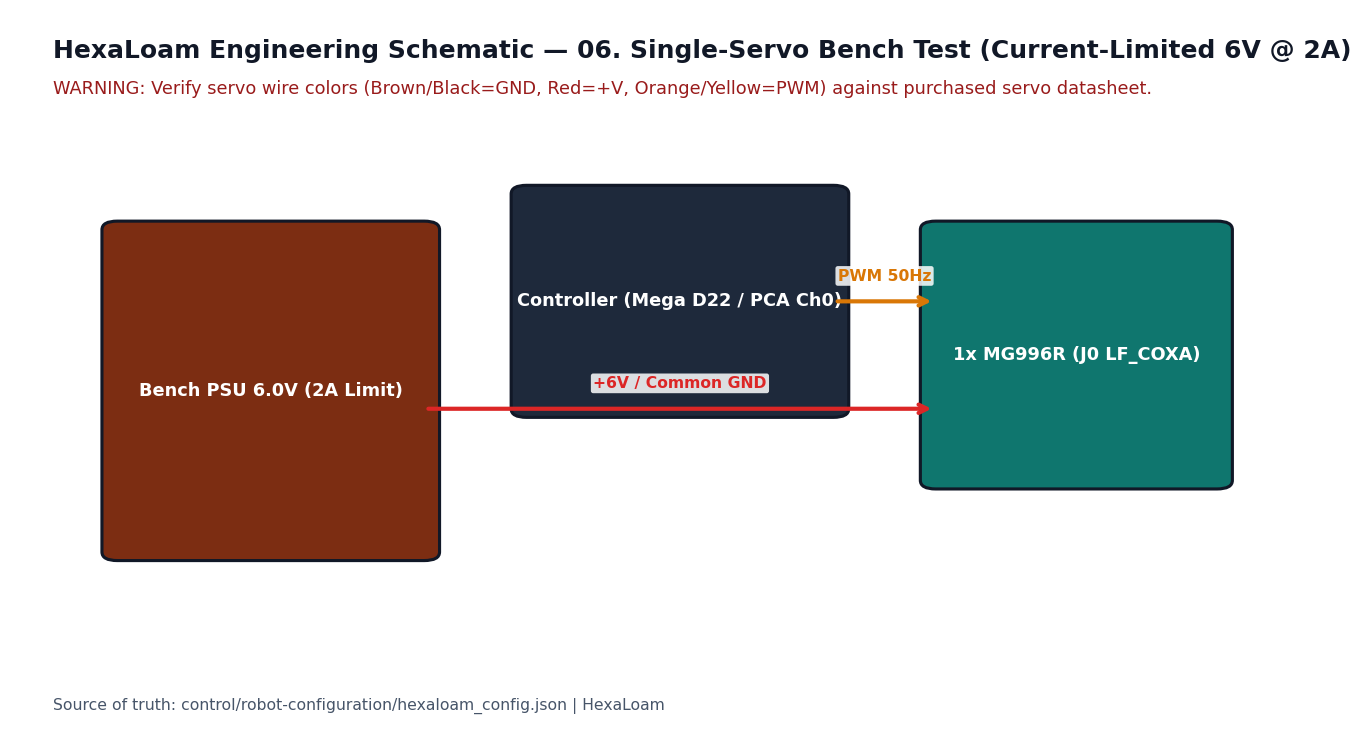 HexaLoam Engineering Schematic — 06. Single-Servo Bench Test (Current-Limited 6V @ 2A)
WARNING: Verify servo wire colors (Brown/Black=GND, Red=+V, Orange/Yellow=PWM) against purchased servo datasheet.
PWM 50Hz
Controller (Mega D22 / PCA Ch0)
1x MG996R (J0 LF_COXA)
+6V / Common GND
Bench PSU 6.0V (2A Limit)
Source of truth: control/robot-configuration/hexaloam_config.json | HexaLoam